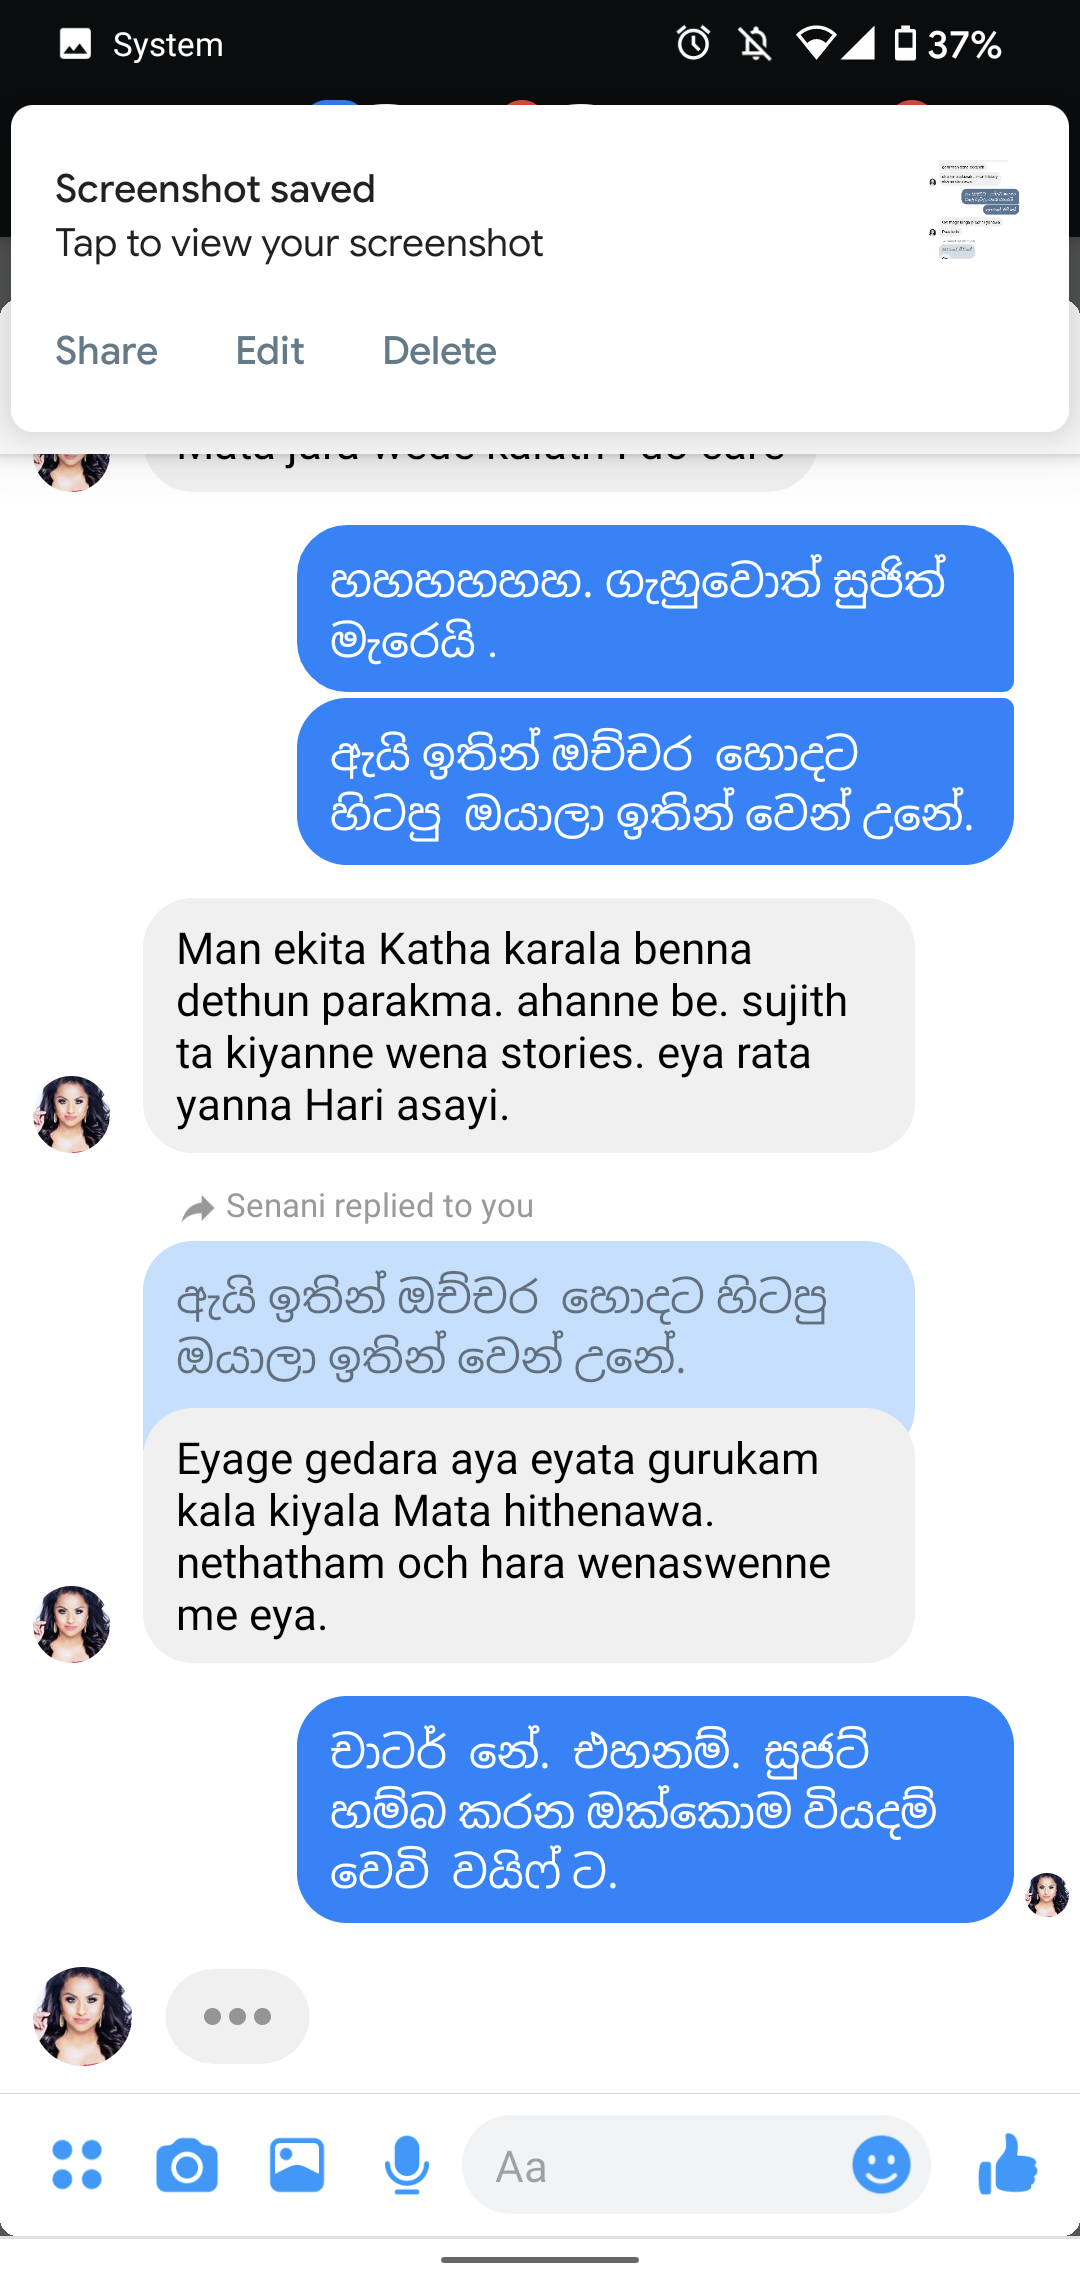 System
37%
Screenshot saved
Tap to view your screenshot
Share Edit Delete
හහහහහහ. ගැහුවොත් සුජිත්
මැරෙයි .
ඇයි ඉතින් ඔච්චර හොදට
හිටපු ඔයාලා ඉතින් වෙන් උනේ.
Man ekita Katha karala benna
dethun parakma. ahanne be. sujith
ta kiyanne wena stories. eya rata
yanna Hari asayi.
Senani replied to you
ඇයි ඉතින් ඔච්චර හොදට හිටපු
ඔයාලා ඉතින් වෙන් උනේ.
Eyage gedara aya eyata gurukam
kala kiyala Mata hithenawa.
nethatham och hara wenaswenne
me eya.
චාටර් නේ. එහනම්. සුජට්
හම්බ කරන ඔක්කොම වියදම්
වෙවි වයිෆ් ට.
Aa